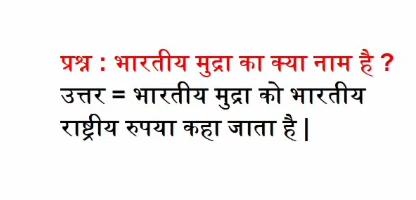 प्रश्न : भारतीय मुद्रा का क्या नाम है ?
उत्तर = भारतीय मुद्रा को भारतीय
राष्ट्रीय रुपया कहा जाता है |